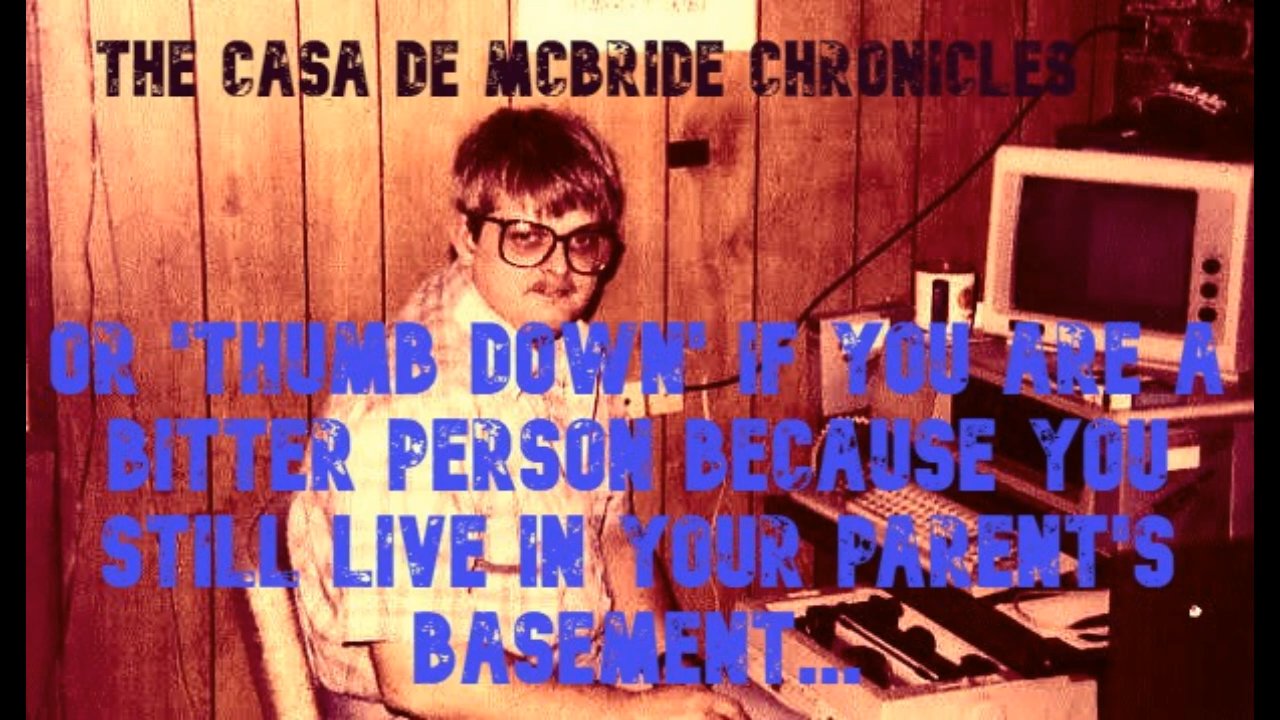 THE CASA DE MCBRIDE CHRONICLES
OR 'THUMB DOWN' IF YOU ARE A
BITTER PERSON BECAUSE YOU
STILL LIVE IN YOUR PARENT'S
BASEMENT...